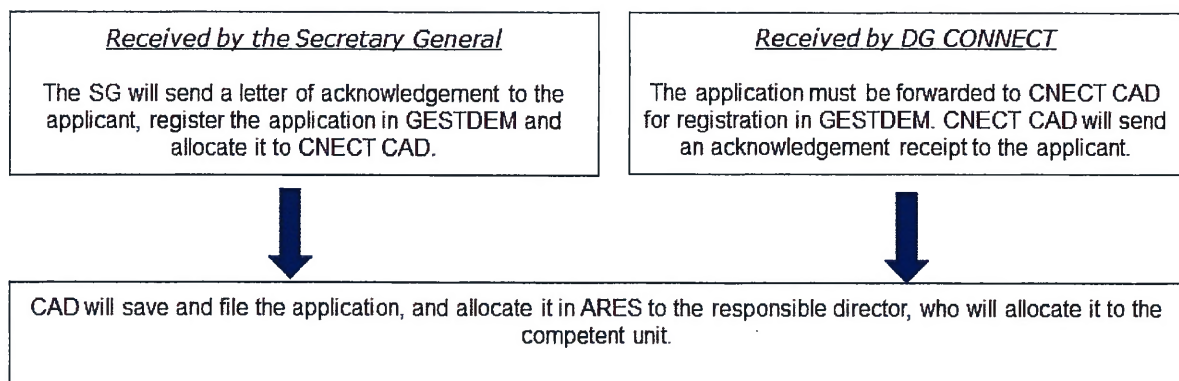 Received by the Secretary General
The SG will send a letter of acknowledgement to the
applicant, register the application in GESTDEM and
allocate it to CNECT CAD.
Received by DG CONNECT
The application must be forwarded to CNECT CAD
for registration in GESTDEM. CNECT CAD will send
an acknowledgement receipt to the applicant.
CAD will save and file the application, and allocate it in ARES to the responsible director, who will allocate it to the
competent unit.